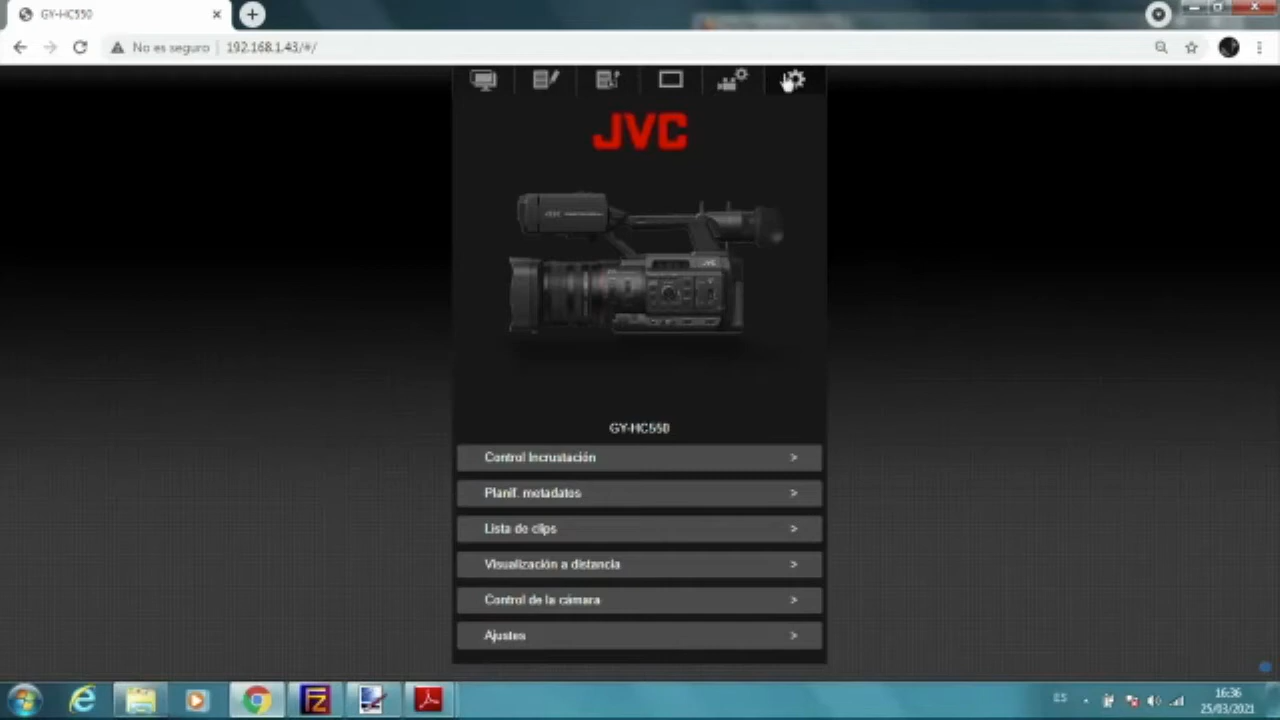 GY-HC550
No es seguro | 192.168.1.43/#/
JVC
GY-HC550
Control Incrustación >
Planif. metadatos >
Lista de clips >
Visualización a distancia >
Control de la cámara >
Ajustes >
ES
16:36
25/03/2021